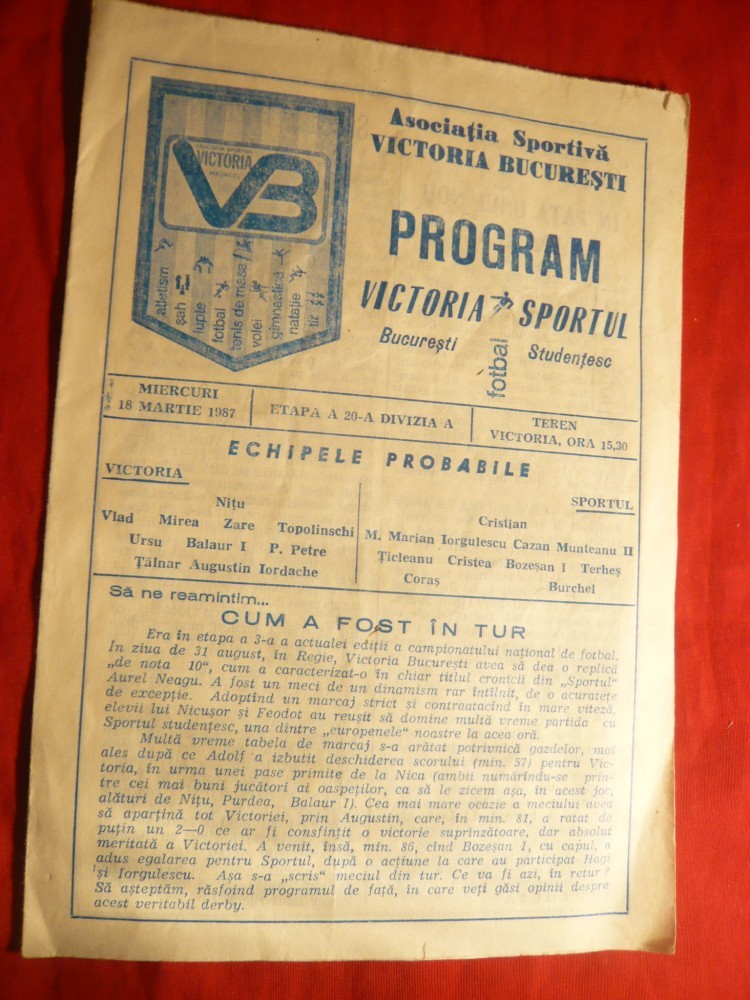 Asociația Sportivă
VICTORIA BUCUREȘTI
VICTORIA
VB
atletism
șah
lupte
fotbal
tenis de masă
volei
gimnastică
natație
tir
PROGRAM
VICTORIA SPORTUL
București fotbal Studențesc
MIERCURI
18 MARTIE 1987
ETAPA A 20-A DIVIZIA A
TEREN
VICTORIA, ORA 15,30
ECHIPELE PROBABILE
VICTORIA
Nițu
Vlad Mirea Zare Topolinschi
Ursu Balaur I P. Petre
Țălnar Augustin Iordache
SPORTUL
Cristian
M. Marian Iorgulescu Cazan Munteanu II
Țicleanu Cristea Bozeșan I Terheș
Coraș Burchel
Să ne reamintim...
CUM A FOST ÎN TUR
Era în etapa a 3-a a actualei ediții a campionatului național de fotbal.
În ziua de 31 august, în Regie, Victoria București avea să dea o replică
„de nota 10", cum a caracterizat-o în chiar titlul cronicii din „Sportul"
Aurel Neagu. A fost un meci de un dinamism rar întîlnit, de o acuratețe
de excepție. Adoptînd un marcaj strict și contraatacînd în mare viteză,
elevii lui Nicușor și Feodot au reușit să domine multă vreme partida cu
Sportul studențesc, una dintre „europenele" noastre la acea oră.
Multă vreme tabela de marcaj s-a arătat potrivnică gazdelor, mai
ales după ce Adolf a izbutit deschiderea scorului (min. 57) pentru Vic-
toria, în urma unei pase primite de la Nica (ambii numărîndu-se prin-
tre cei mai buni jucători ai oaspeților, ca să le zicem așa, în acest joc,
alături de Nițu, Purdea, Balaur I). Cea mai mare ocazie a meciului avea
să aparțină tot Victoriei, prin Augustin, care, în min. 81, a ratat de
puțin un 2—0 ce ar fi consfințit o victorie suprinzătoare, dar absolut
meritată a Victoriei. A venit, însă, min. 86, cînd Bozeșan I, cu capul, a
adus egalarea pentru Sportul, după o acțiune la care au participat Hagi
și Iorgulescu. Așa s-a „scris" meciul din tur. Ce va fi azi, în retur?
Să așteptăm, răsfoind programul de față, în care veți găsi opinii despre
acest veritabil derby.